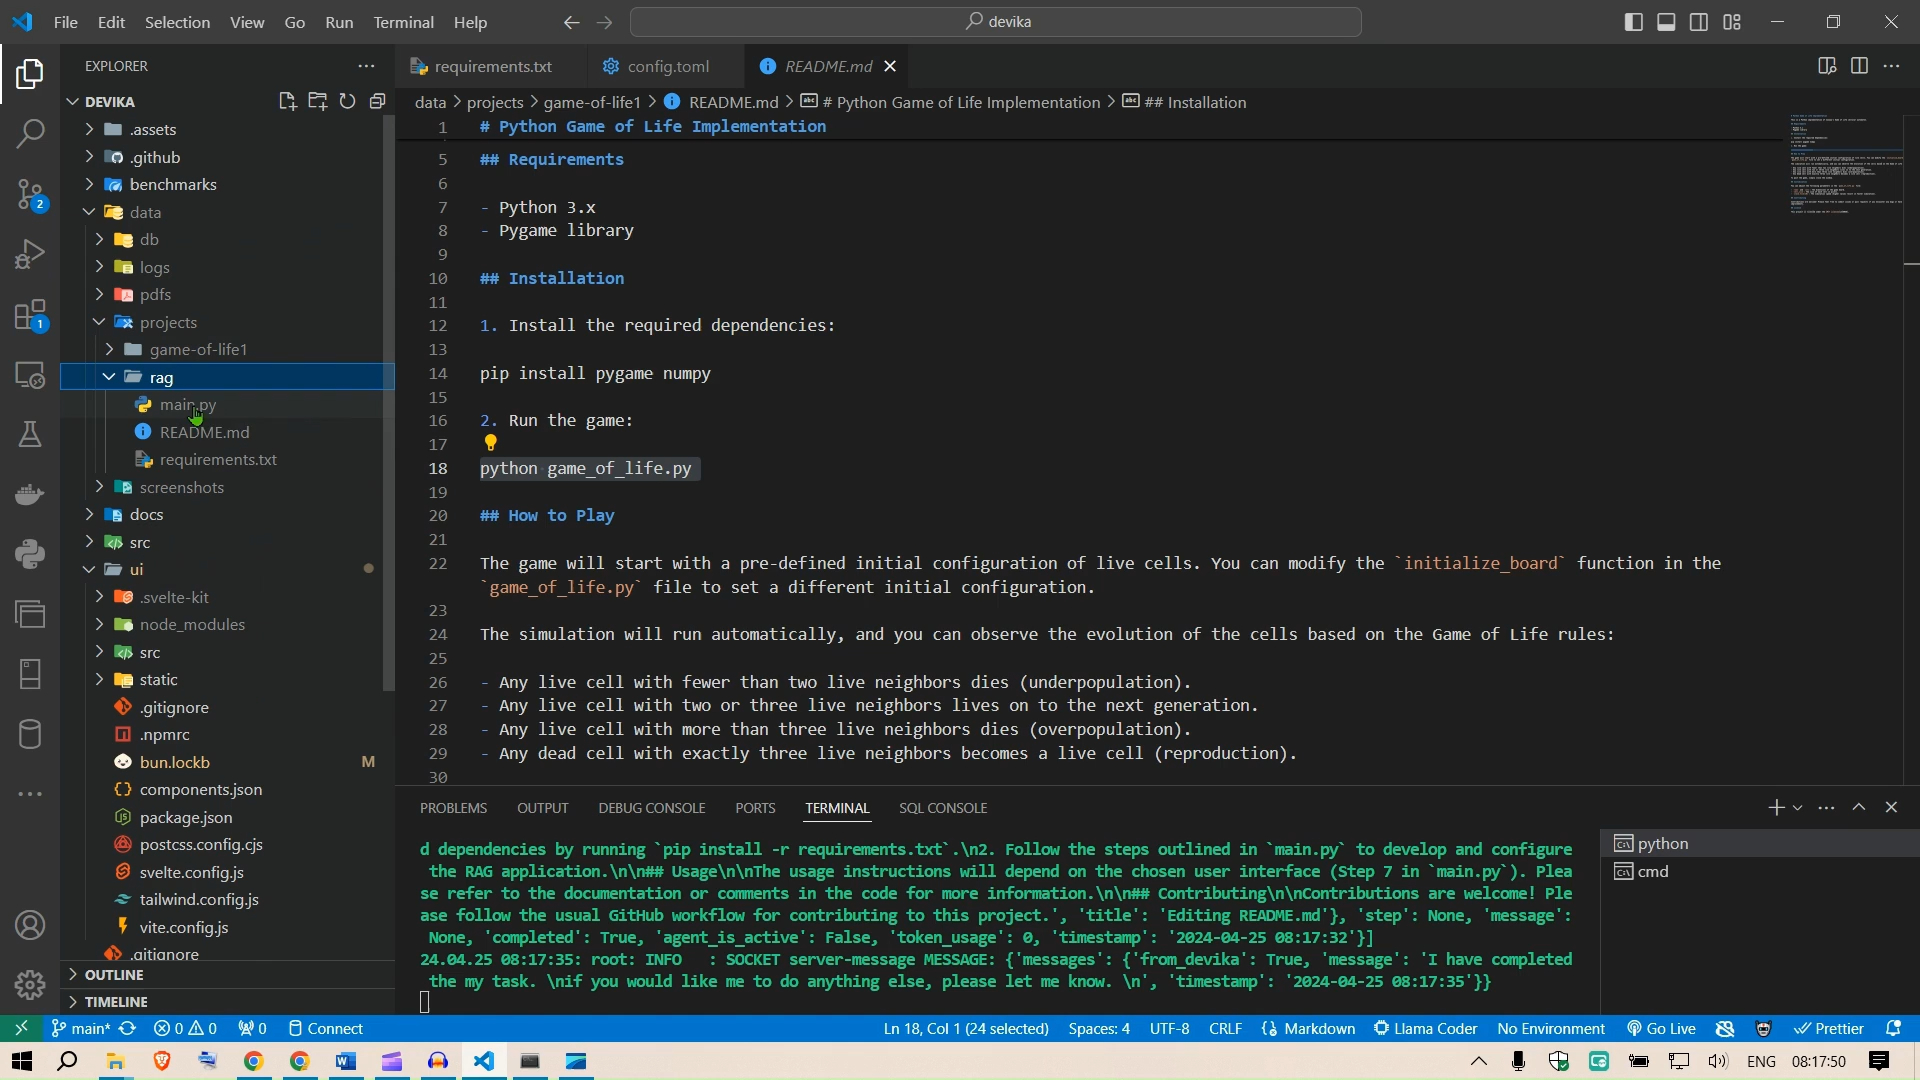 File Edit Selection View Go Run Terminal Help
devika
EXPLORER
DEVIKA
.assets
.github
benchmarks
data
db
logs
pdfs
projects
game-of-life1
rag
main.py
README.md
requirements.txt
screenshots
docs
src
ui
.svelte-kit
node_modules
src
static
.gitignore
.npmrc
bun.lockb M
components.json
package.json
postcss.config.cjs
svelte.config.js
tailwind.config.js
vite.config.js
.gitignore
OUTLINE
TIMELINE
2
1
requirements.txt config.toml README.md
data > projects > game-of-life1 > README.md > # Python Game of Life Implementation > ## Installation
1 # Python Game of Life Implementation
5 ## Requirements
6
7 - Python 3.x
8 - Pygame library
9
10 ## Installation
11
12 1. Install the required dependencies:
13
14 pip install pygame numpy
15
16 2. Run the game:
17
18 python game_of_life.py
19
20 ## How to Play
21
22 The game will start with a pre-defined initial configuration of live cells. You can modify the `initialize_board` function in the
`game_of_life.py` file to set a different initial configuration.
23
24 The simulation will run automatically, and you can observe the evolution of the cells based on the Game of Life rules:
25
26 - Any live cell with fewer than two live neighbors dies (underpopulation).
27 - Any live cell with two or three live neighbors lives on to the next generation.
28 - Any live cell with more than three live neighbors dies (overpopulation).
29 - Any dead cell with exactly three live neighbors becomes a live cell (reproduction).
30
PROBLEMS OUTPUT DEBUG CONSOLE PORTS TERMINAL SQL CONSOLE
d dependencies by running `pip install -r requirements.txt`.\n2. Follow the steps outlined in `main.py` to develop and configure
the RAG application.\n\n## Usage\n\nThe usage instructions will depend on the chosen user interface (Step 7 in `main.py`). Plea
se refer to the documentation or comments in the code for more information.\n\n## Contributing\n\nContributions are welcome! Ple
ase follow the usual GitHub workflow for contributing to this project.', 'title': 'Editing README.md'}, 'step': None, 'message':
None, 'completed': True, 'agent_is_active': False, 'token_usage': 0, 'timestamp': '2024-04-25 08:17:32'}]
24.04.25 08:17:35: root: INFO : SOCKET server-message MESSAGE: {'messages': {'from_devika': True, 'message': 'I have completed
the my task. \nif you would like me to do anything else, please let me know. \n', 'timestamp': '2024-04-25 08:17:35'}}
python
cmd
main* 0 0 0 Connect Ln 18, Col 1 (24 selected) Spaces: 4 UTF-8 CRLF Markdown Llama Coder No Environment Go Live Prettier
ENG 08:17:50